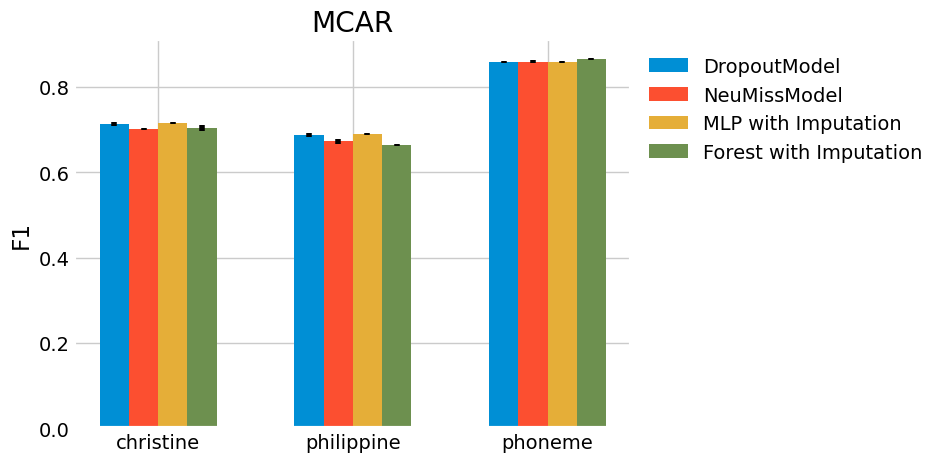 MCAR
DropoutModel
NeuMissModel
MLP with Imputation
Forest with Imputation
F1
0.8
0.6
0.4
0.2
0.0
christine
philippine
phoneme